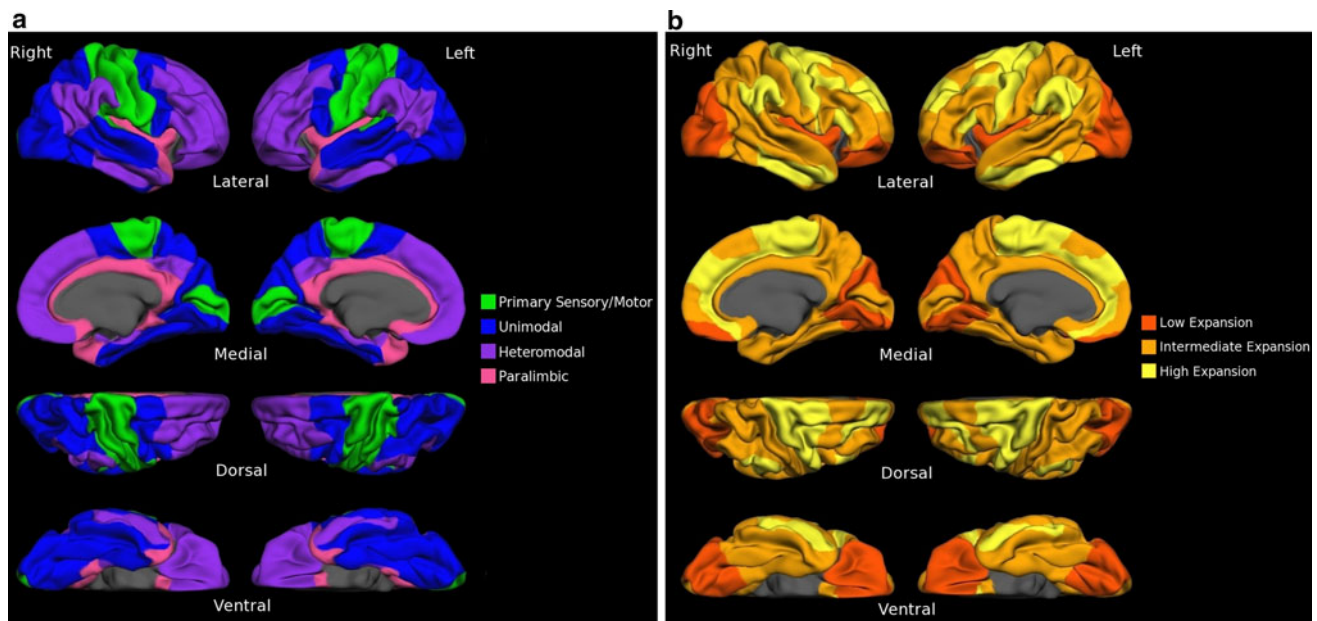 a
Right
Left
Lateral
Medial
Dorsal
Ventral
Primary Sensory/Motor
Unimodal
Heteromodal
Paralimbic
b
Right
Left
Lateral
Medial
Dorsal
Ventral
Low Expansion
Intermediate Expansion
High Expansion